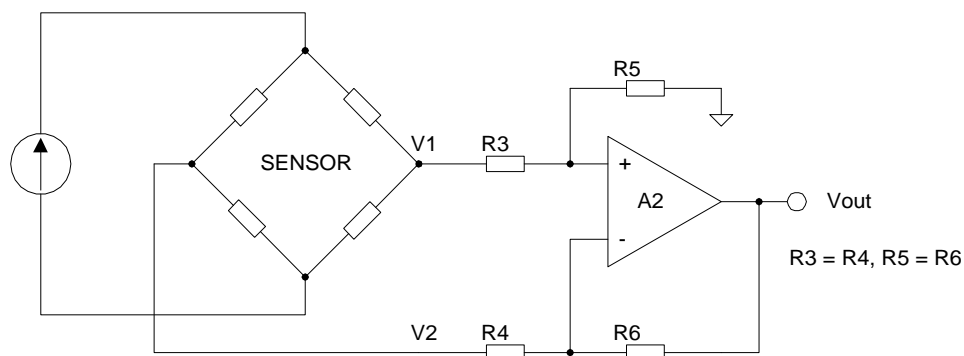 R5
V1
R3
SENSOR
+
A2
Vout
-
R3 = R4, R5 = R6
V2
R4
R6